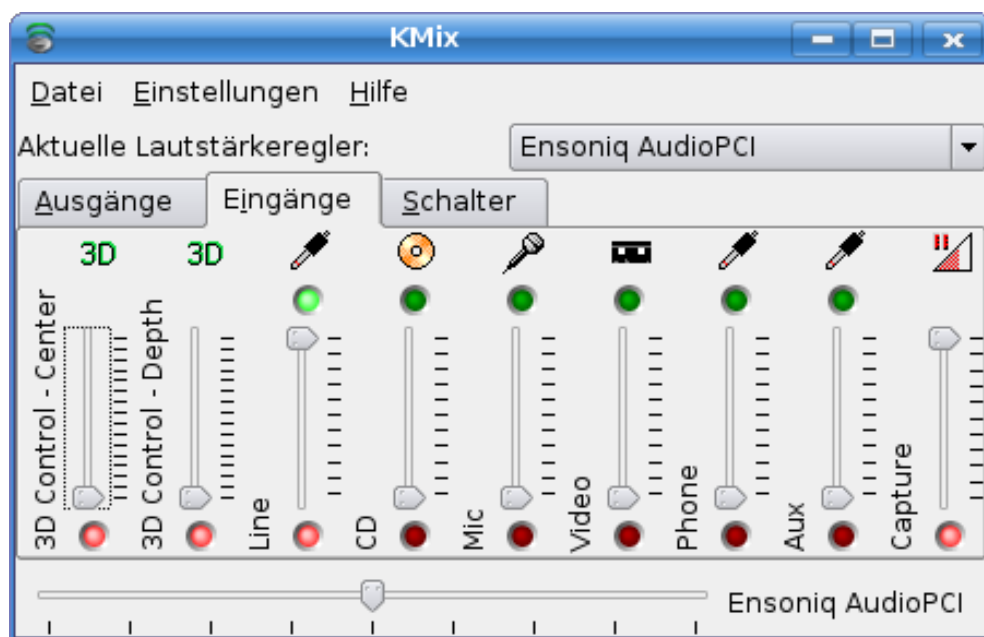 KMix
Datei Einstellungen Hilfe
Aktuelle Lautstärkeregler: Ensoniq AudioPCI
Ausgänge Eingänge Schalter
3D 3D
3D Control - Center
3D Control - Depth
Line
CD
Mic
Video
Phone
Aux
Capture
Ensoniq AudioPCI